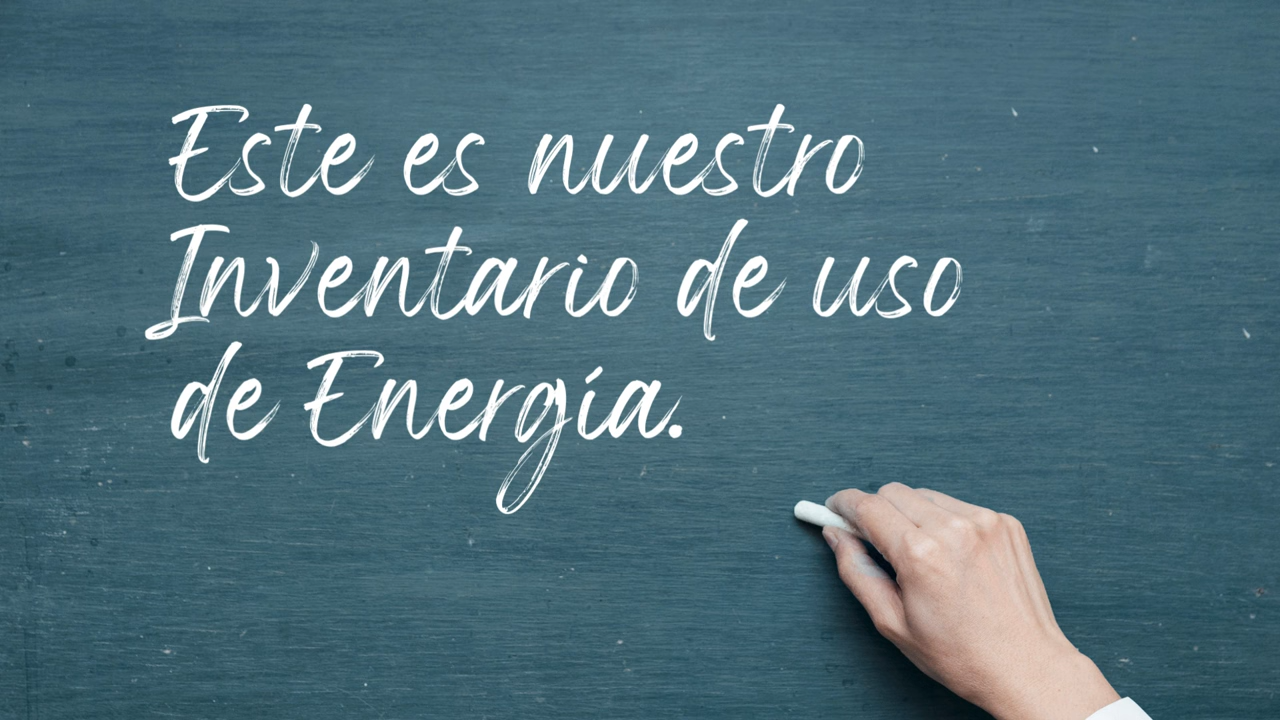 Este es nuestro
Inventario de uso
de Energía.